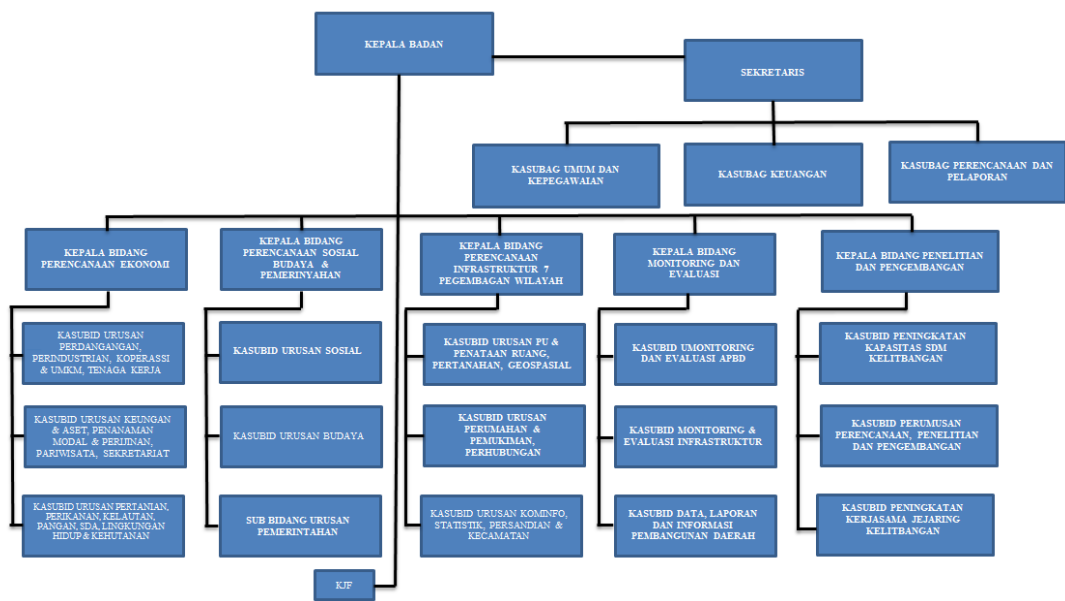 KEPALA BADAN
SEKRETARIS
KASUBAG UMUM DAN
KEPEGAWAIAN
KASUBAG KEUANGAN
KASUBAG PERENCANAAN DAN
PELAPORAN
KEPALA BIDANG
PERENCANAAN EKONOMI
KEPALA BIDANG
PERENCANAAN SOSIAL
BUDAYA & PEMERINYAHAN
KEPALA BIDANG
PERENCANAAN
INFRASTRUKTUR 7
PEGEMBAGAN WILAYAH
KEPALA BIDANG
MONITORING DAN
EVALUASI
KEPALA BIDANG PENELITIAN
DAN PENGEMBANGAN
KASUBID URUSAN
PERDANGANGAN,
PERINDUSTRIAN, KOPERASSI
& UMKM, TENAGA KERJA
KASUBID URUSAN SOSIAL
KASUBID URUSAN PU &
PENATAAN RUANG,
PERTANAHAN, GEOSPASIAL
KASUBID UMONITORING
DAN EVALUASI APBD
KASUBID PENINGKATAN
KAPASITAS SDM
KELITBANGAN
KASUBID URUSAN KEUNGAN
& ASET, PENANAMAN
MODAL & PERIJINAN,
PARIWISATA, SEKRETARIAT
KASUBID URUSAN BUDAYA
KASUBID URUSAN
PERUMAHAN &
PEMUKIMAN,
PERHUBUNGAN
KASUBID MONITORING &
EVALUASI INFRASTRUKTUR
KASUBID PERUMUSAN
PERENCANAAN, PENELITIAN
DAN PENGEMBANGAN
KASUBID URUSAN PERTANIAN,
PERIKANAN, KELAUTAN,
PANGAN, SDA, LINGKUNGAN
HIDUP & KEHUTANAN
SUB BIDANG URUSAN
PEMERINTAHAN
KASUBID URUSAN KOMINFO,
STATISTIK, PERSANDIAN &
KECAMATAN
KASUBID DATA, LAPORAN
DAN INFORMASI
PEMBANGUNAN DAERAH
KASUBID PENINGKATAN
KERJASAMA JEJARING
KELITBANGAN
KJF